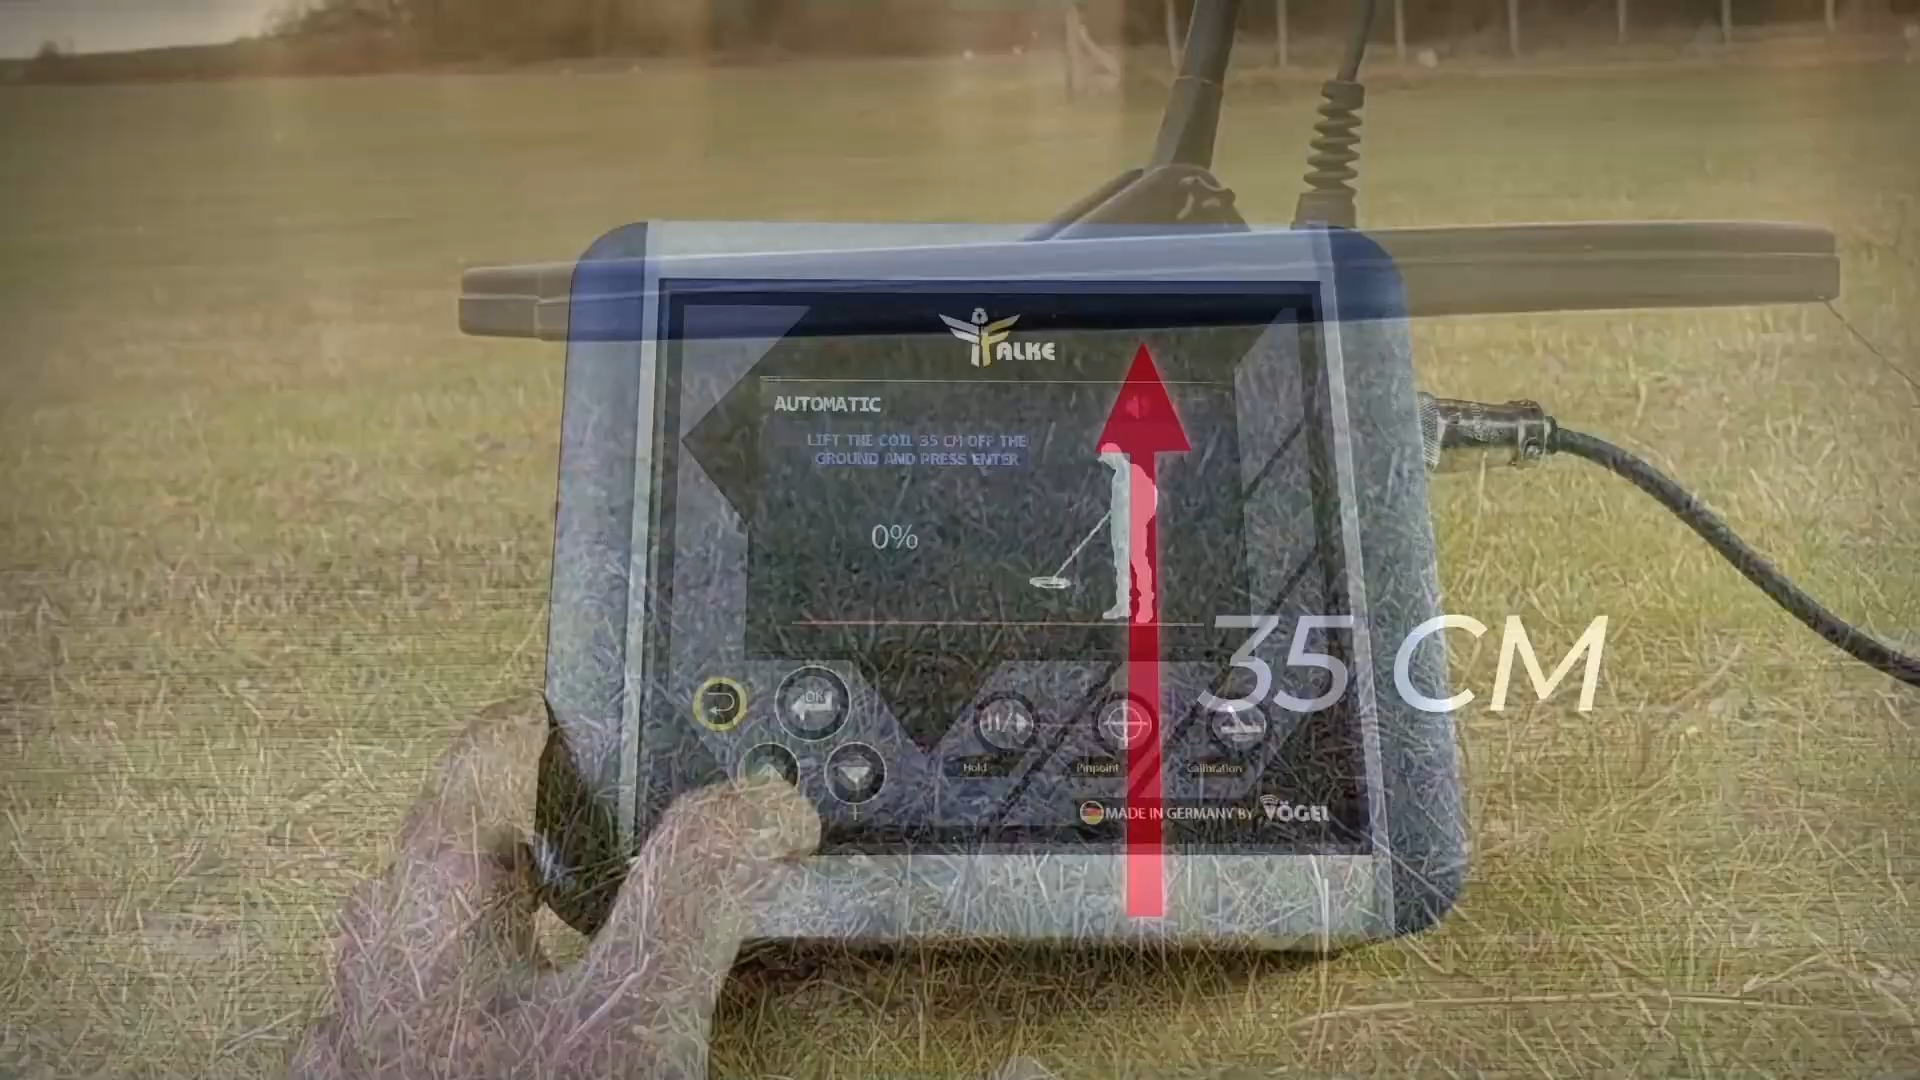 FALKE
AUTOMATIC
LIFT THE COIL 35 CM OFF THE
GROUND AND PRESS ENTER
0%
35 CM
OK
Hold
Pinpoint
Calibration
+
MADE IN GERMANY BY VÖGEL